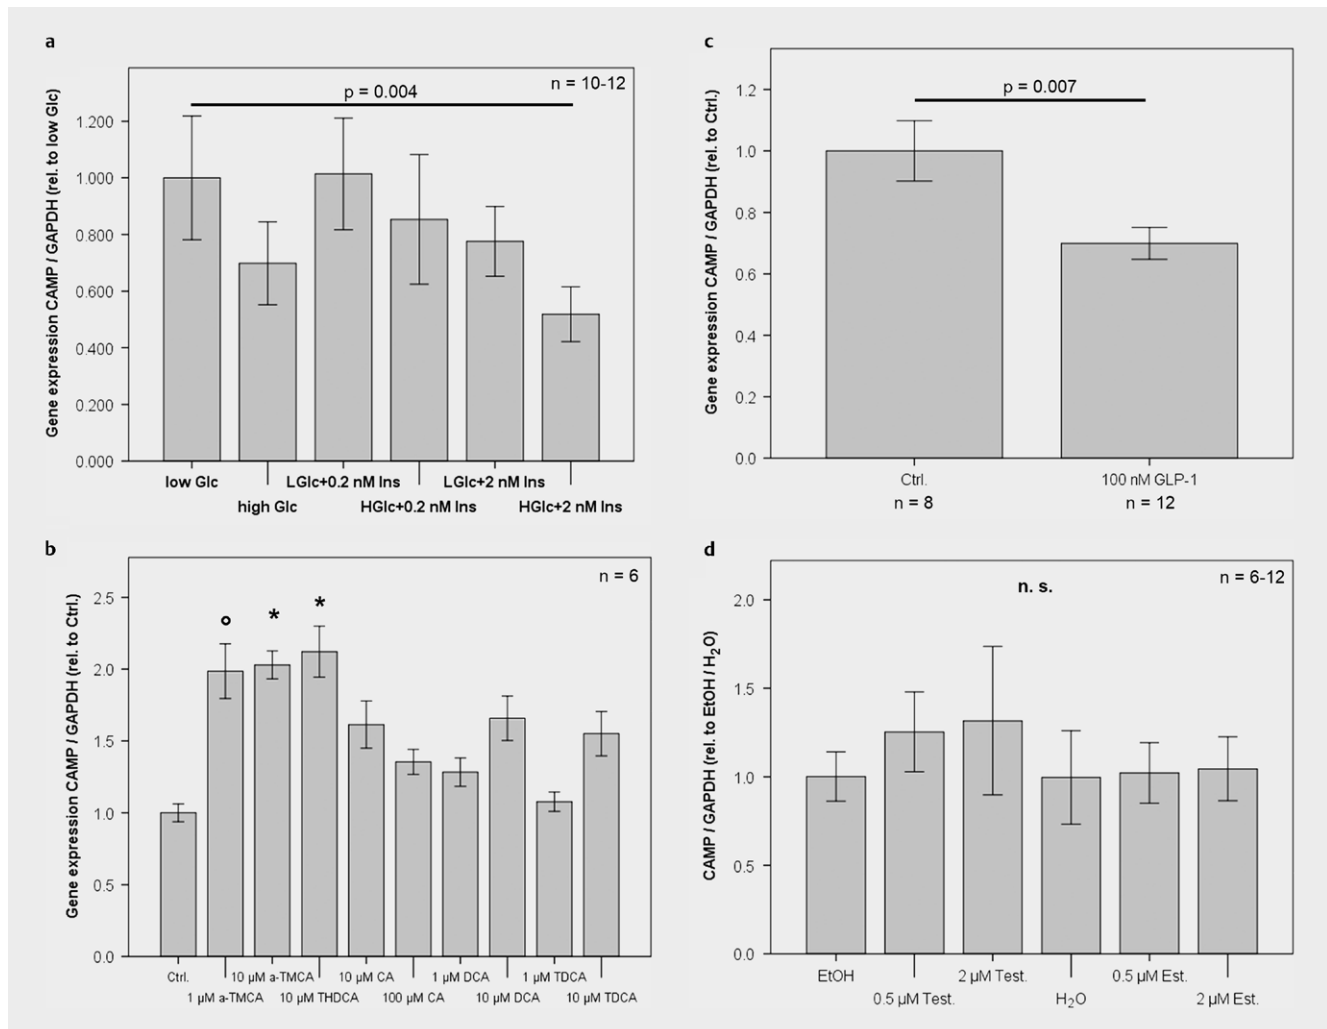 a
Gene expression CAMP / GAPDH (rel. to low Glc)
n = 10-12
p = 0.004
1.200
1.000
0.800
0.600
0.400
0.200
0.000
low Glc
high Glc
LGlc+0.2 nM Ins
HGlc+0.2 nM Ins
LGlc+2 nM Ins
HGlc+2 nM Ins
b
Gene expression CAMP / GAPDH (rel. to Ctrl.)
n = 6
2.5
2.0
1.5
1.0
0.5
0.0
° * *
Ctrl.
1 µM a-TMCA
10 µM a-TMCA
10 µM THDCA
10 µM CA
100 µM CA
1 µM DCA
10 µM DCA
1 µM TDCA
10 µM TDCA
c
Gene expression CAMP / GAPDH (rel. to Ctrl.)
p = 0.007
1.2
1.0
0.8
0.6
0.4
0.2
0.0
Ctrl.
n = 8
100 nM GLP-1
n = 12
d
CAMP / GAPDH (rel. to EtOH / H₂O)
n = 6-12
n. s.
2.0
1.5
1.0
0.5
0.0
EtOH
0.5 µM Test.
2 µM Test.
H₂O
0.5 µM Est.
2 µM Est.